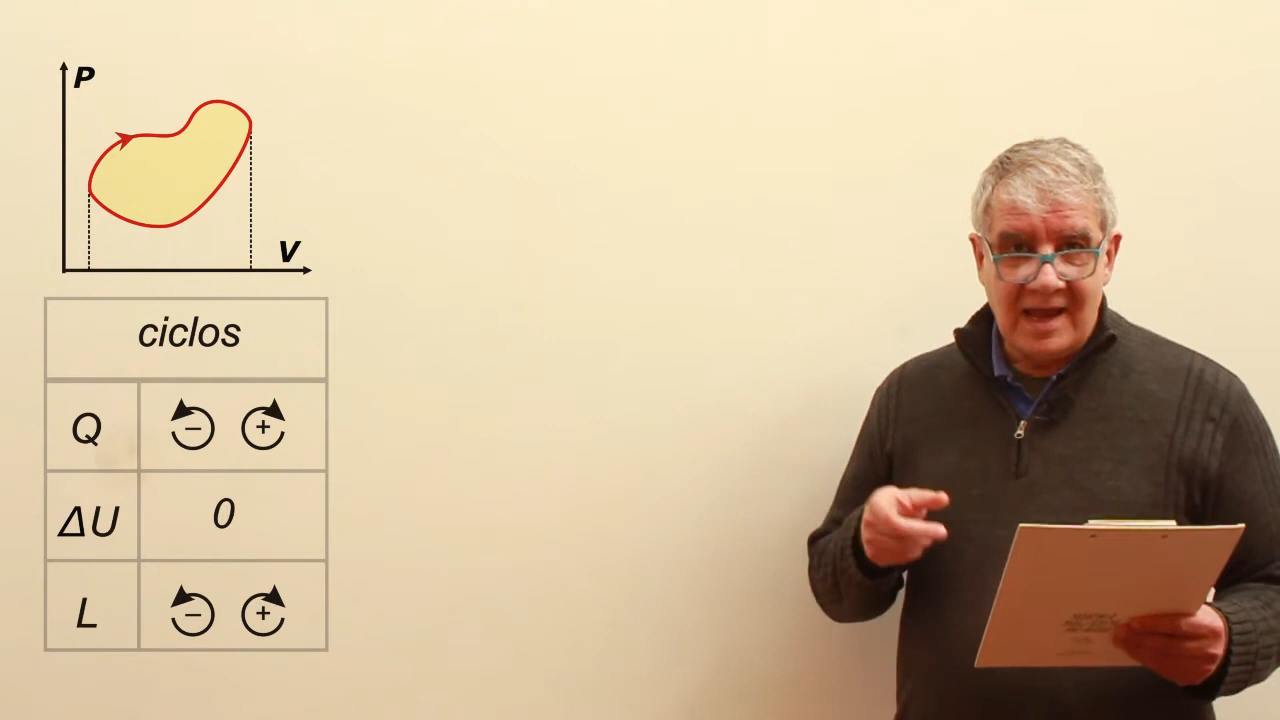 P
V
ciclos
Q − +
ΔU 0
L − +